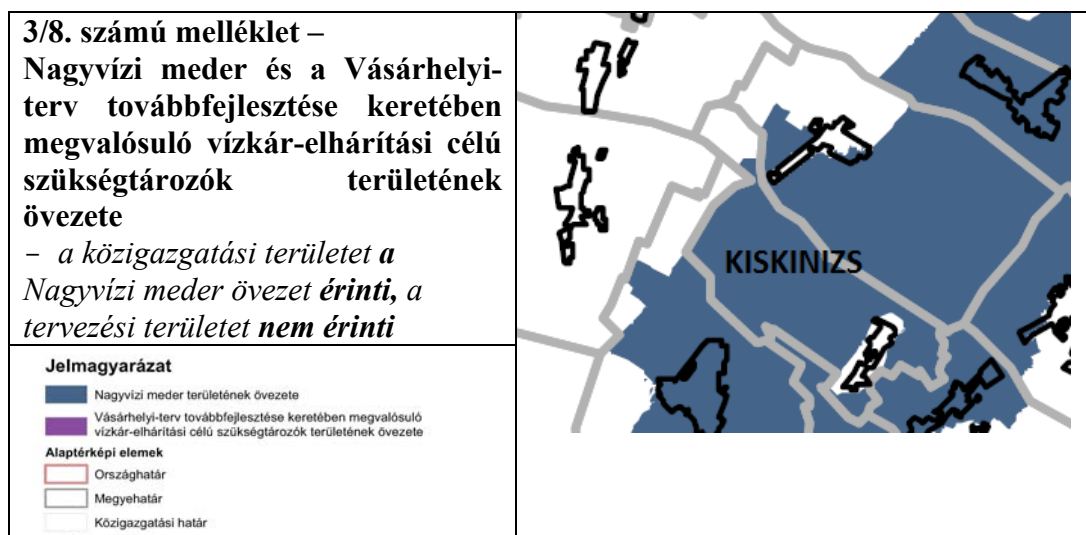 3/8. számú melléklet –
Nagyvízi meder és a Vásárhelyi-
terv továbbfejlesztése keretében
megvalósuló vízkár-elhárítási célú
szükségtározók területének
övezete
– a közigazgatási területet a
Nagyvízi meder övezet érinti, a
tervezési területet nem érinti
KISKINIZS
Jelmagyarázat
Nagyvízi meder területének övezete
Vásárhelyi-terv továbbfejlesztése keretében megvalósuló
vízkár-elhárítási célú szükségtározók területének övezete
Alaptérképi elemek
Országhatár
Megyehatár
Közigazgatási határ